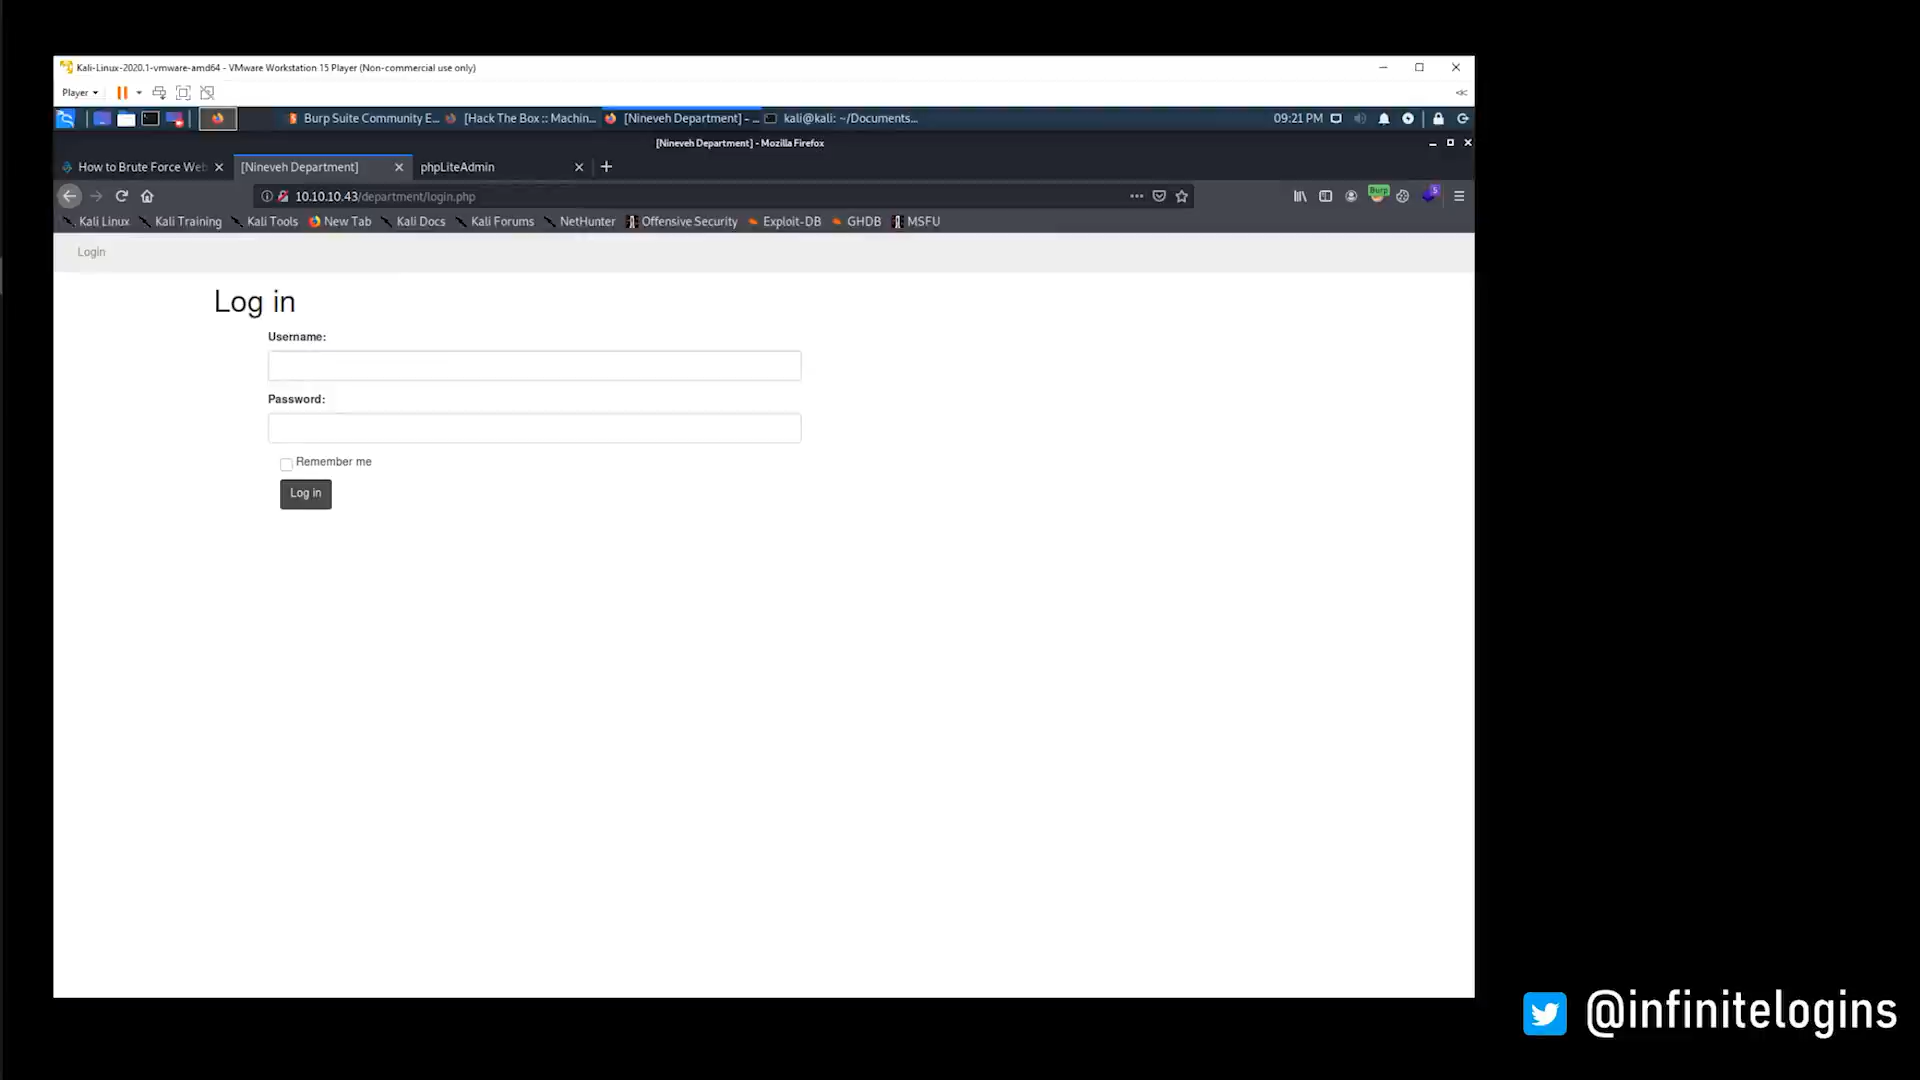 Kali-Linux-2020.1-vmware-amd64 - VMware Workstation 15 Player (Non-commercial use only)
Player
Burp Suite Community E... [Hack The Box :: Machin... [Nineveh Department] - ... kali@kali: ~/Documents... 09:21 PM
[Nineveh Department] - Mozilla Firefox
How to Brute Force Web [Nineveh Department] phpLiteAdmin
10.10.10.43/department/login.php Burp 5
Kali Linux Kali Training Kali Tools New Tab Kali Docs Kali Forums NetHunter Offensive Security Exploit-DB GHDB MSFU
Login
Log in
Username:
Password:
Remember me
Log in
@infinitelogins